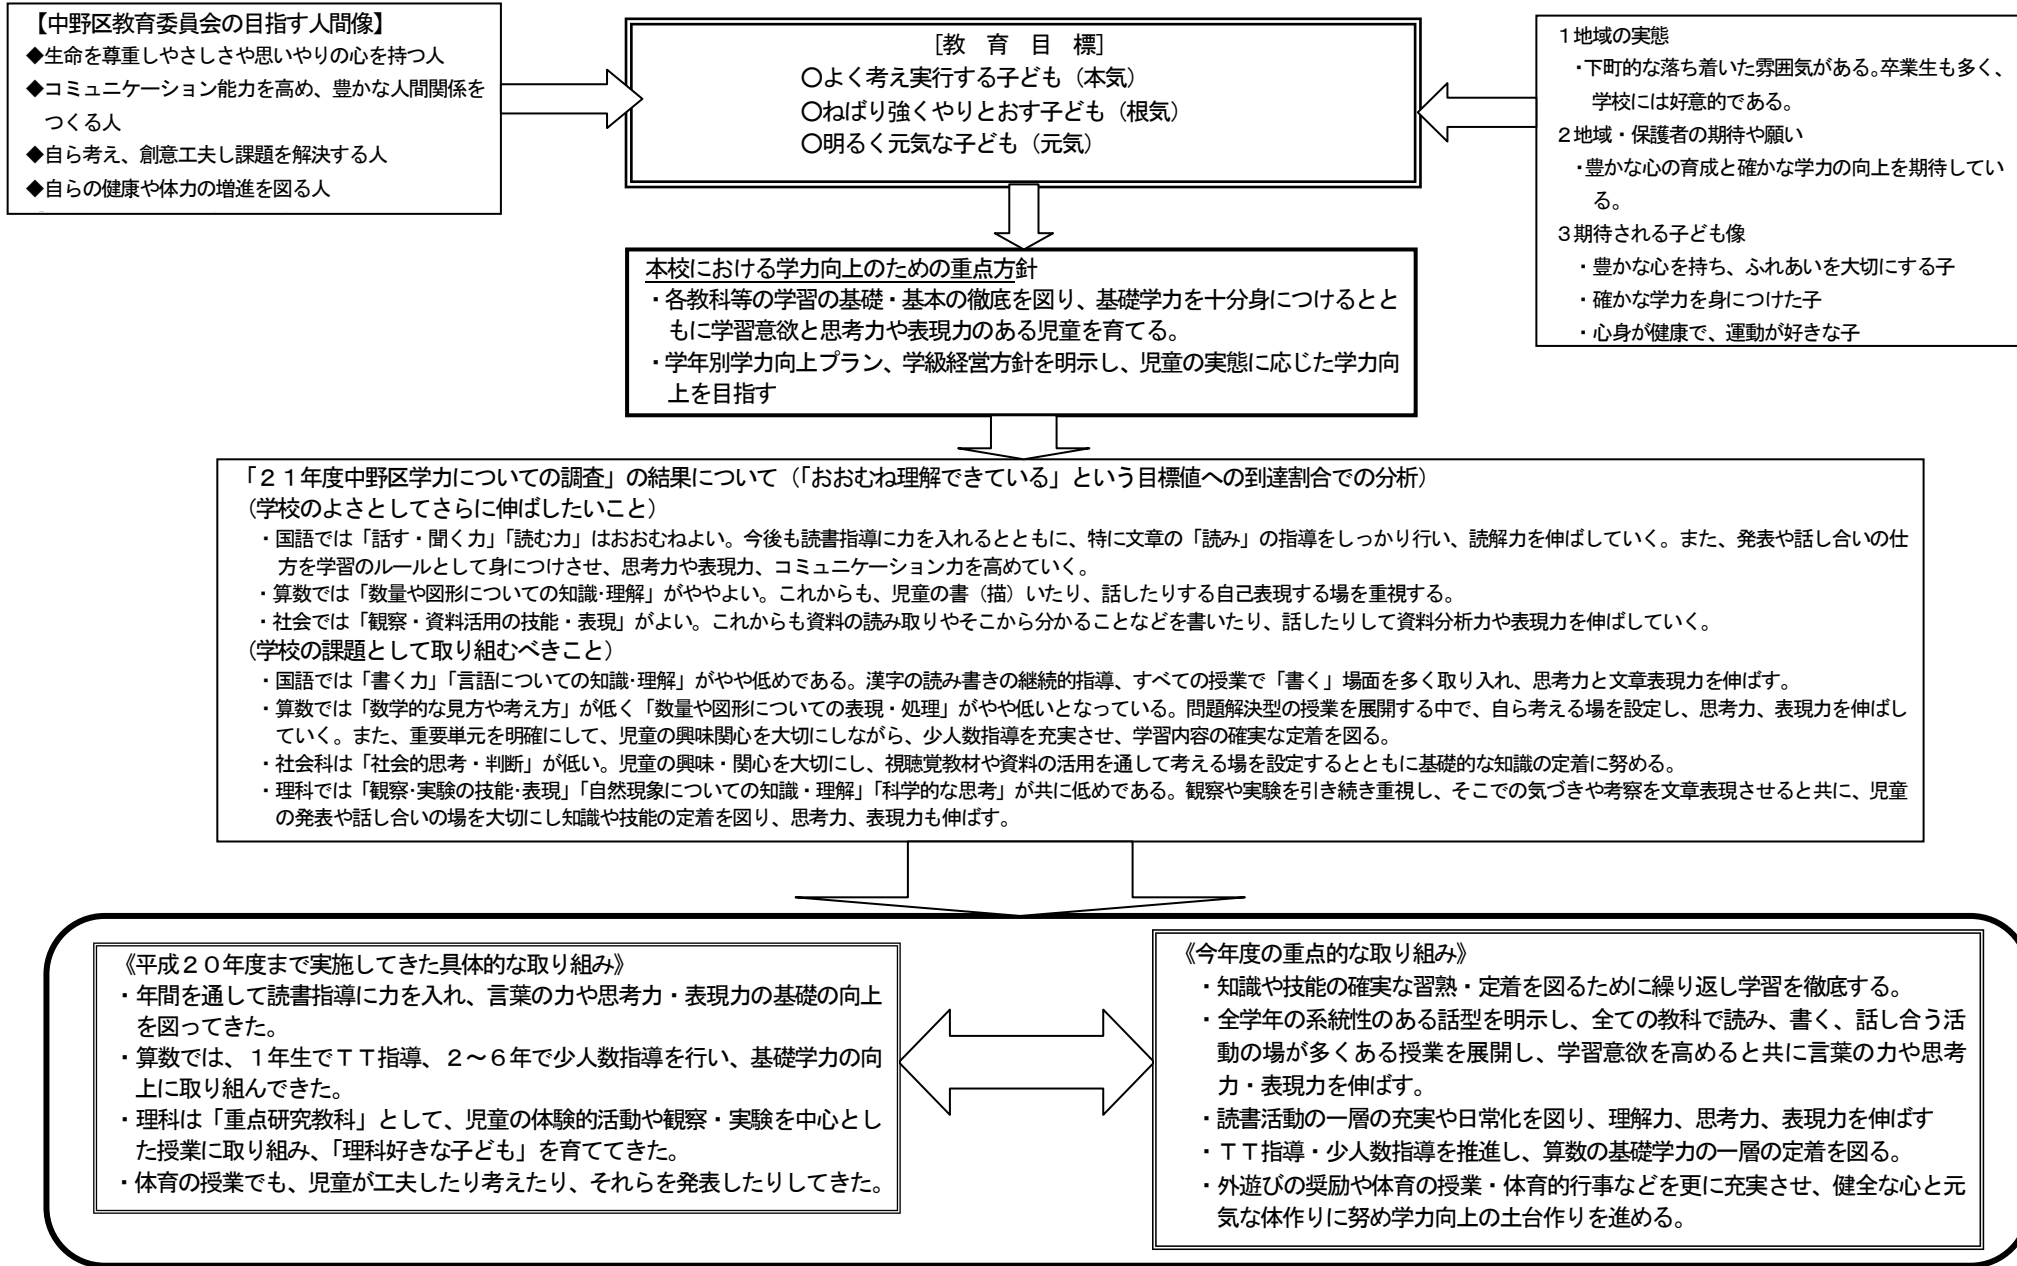 【中野区教育委員会の目指す人間像】
◆生命を尊重しやさしさや思いやりの心を持つ人
◆コミュニケーション能力を高め、豊かな人間関係を
つくる人
◆自ら考え、創意工夫し課題を解決する人
◆自らの健康や体力の増進を図る人
［教　育　目　標］
〇よく考え実行する子ども（本気）
〇ねばり強くやりとおす子ども（根気）
〇明るく元気な子ども（元気）
１地域の実態
・下町的な落ち着いた雰囲気がある。卒業生も多く、
学校には好意的である。
２地域・保護者の期待や願い
・豊かな心の育成と確かな学力の向上を期待してい
る。
３期待される子ども像
・豊かな心を持ち、ふれあいを大切にする子
・確かな学力を身につけた子
・心身が健康で、運動が好きな子
本校における学力向上のための重点方針
・各教科等の学習の基礎・基本の徹底を図り、基礎学力を十分身につけるとと
もに学習意欲と思考力や表現力のある児童を育てる。
・学年別学力向上プラン、学級経営方針を明示し、児童の実態に応じた学力向
上を目指す
「２１年度中野区学力についての調査」の結果について（「おおむね理解できている」という目標値への到達割合での分析）
（学校のよさとしてさらに伸ばしたいこと）
・国語では「話す・聞く力」「読む力」はおおむねよい。今後も読書指導に力を入れるとともに、特に文章の「読み」の指導をしっかり行い、読解力を伸ばしていく。また、発表や話し合いの仕
方を学習のルールとして身につけさせ、思考力や表現力、コミュニケーション力を高めていく。
・算数では「数量や図形についての知識・理解」がややよい。これからも、児童の書（描）いたり、話したりする自己表現する場を重視する。
・社会では「観察・資料活用の技能・表現」がよい。これからも資料の読み取りやそこから分かることなどを書いたり、話したりして資料分析力や表現力を伸ばしていく。
（学校の課題として取り組むべきこと）
・国語では「書く力」「言語についての知識・理解」がやや低めである。漢字の読み書きの継続的指導、すべての授業で「書く」場面を多く取り入れ、思考力と文章表現力を伸ばす。
・算数では「数学的な見方や考え方」が低く「数量や図形についての表現・処理」がやや低いとなっている。問題解決型の授業を展開する中で、自ら考える場を設定し、思考力、表現力を伸ばし
ていく。また、重要単元を明確にして、児童の興味関心を大切にしながら、少人数指導を充実させ、学習内容の確実な定着を図る。
・社会科は「社会的思考・判断」が低い。児童の興味・関心を大切にし、視聴覚教材や資料の活用を通して考える場を設定するとともに基礎的な知識の定着に努める。
・理科では「観察・実験の技能・表現」「自然現象についての知識・理解」「科学的な思考」が共に低めである。観察や実験を引き続き重視し、そこでの気づきや考察を文章表現させると共に、児童
の発表や話し合いの場を大切にし知識や技能の定着を図り、思考力、表現力も伸ばす。
《平成２０年度まで実施してきた具体的な取り組み》
・年間を通して読書指導に力を入れ、言葉の力や思考力・表現力の基礎の向上
を図ってきた。
・算数では、１年生でＴＴ指導、２～６年で少人数指導を行い、基礎学力の向
上に取り組んできた。
・理科は「重点研究教科」として、児童の体験的活動や観察・実験を中心とし
た授業に取り組み、「理科好きな子ども」を育ててきた。
・体育の授業でも、児童が工夫したり考えたり、それらを発表したりしてきた。
《今年度の重点的な取り組み》
・知識や技能の確実な習熟・定着を図るために繰り返し学習を徹底する。
・全学年の系統性のある話型を明示し、全ての教科で読み、書く、話し合う活
動の場が多くある授業を展開し、学習意欲を高めると共に言葉の力や思考
力・表現力を伸ばす。
・読書活動の一層の充実や日常化を図り、理解力、思考力、表現力を伸ばす
・ＴＴ指導・少人数指導を推進し、算数の基礎学力の一層の定着を図る。
・外遊びの奨励や体育の授業・体育的行事などを更に充実させ、健全な心と元
気な体作りに努め学力向上の土台作りを進める。